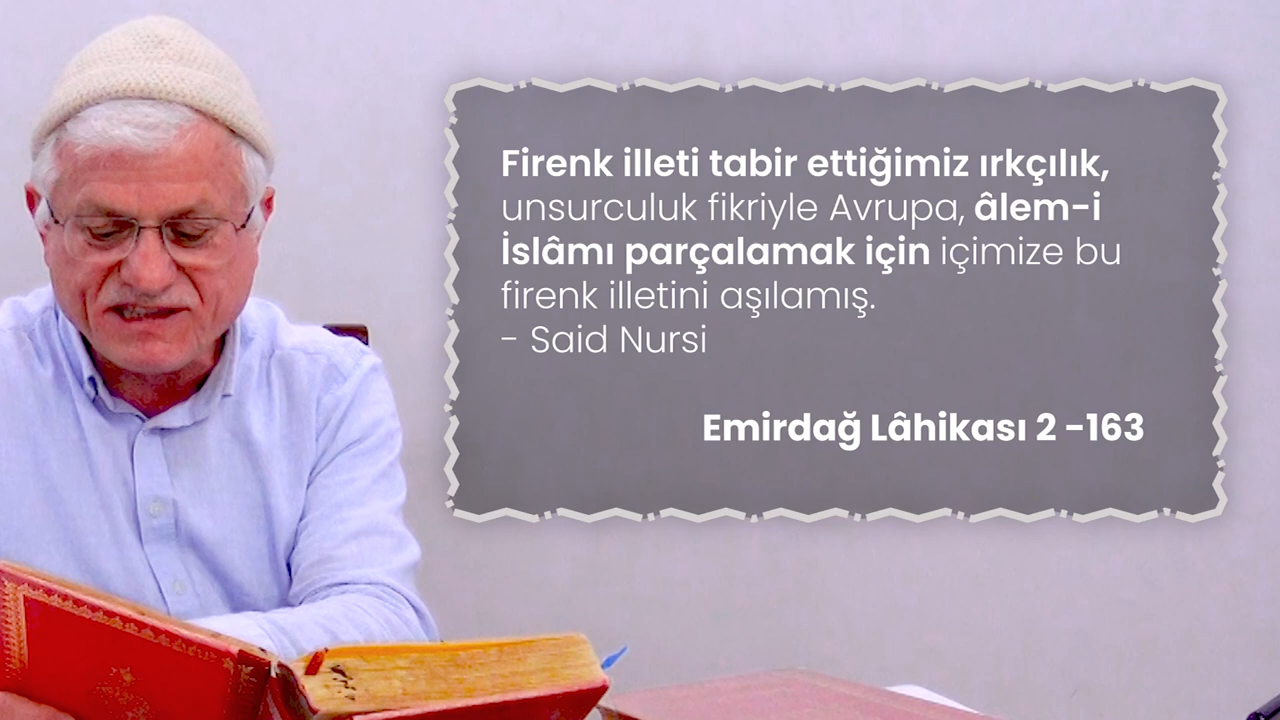 Firenk illeti tabir ettiğimiz ırkçılık,
unsurculuk fikriyle Avrupa, âlem-i
İslâmı parçalamak için içimize bu
firenk illetini aşılamış.
- Said Nursi
Emirdağ Lâhikası 2 -163